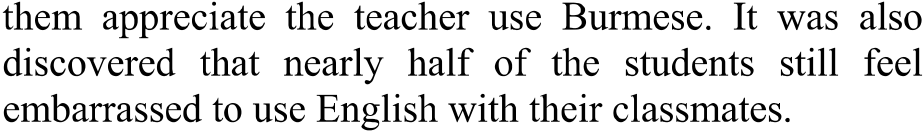 them appreciate the teacher use Burmese. It was also
discovered that nearly half of the students still feel
embarrassed to use English with their classmates.